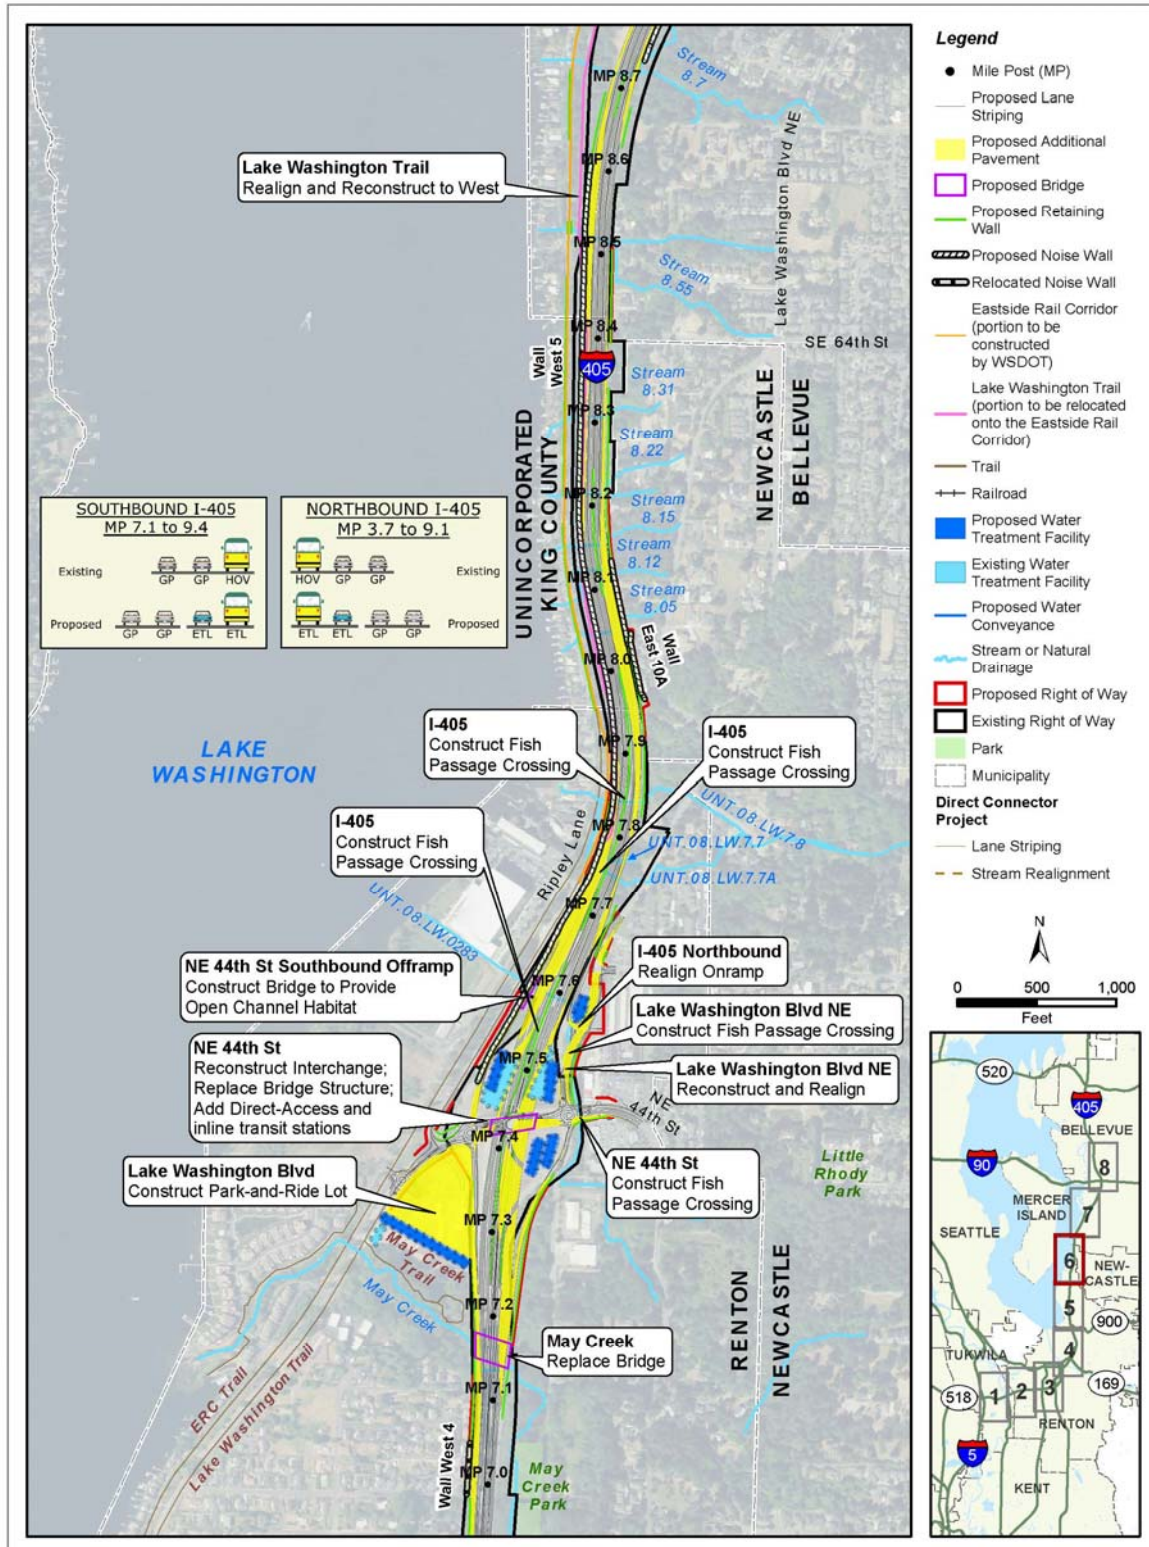 MP 8.7
Stream
8.7
MP 8.6
Lake Washington Trail
Realign and Reconstruct to West
Lake Washington Blvd NE
MP 8.5
Stream
8.55
MP 8.4
SE 64th St
Wall
West 5
405
Stream
8.31
MP 8.3
Stream
8.22
NEWCASTLE
BELLEVUE
UNINCORPORATED
KING COUNTY
MP 8.2
Stream
8.15
Stream
8.12
MP 8.1
Stream
8.05
SOUTHBOUND I-405
MP 7.1 to 9.4
Existing
GP GP HOV
Proposed
GP GP ETL ETL
NORTHBOUND I-405
MP 3.7 to 9.1
HOV GP GP
Existing
ETL ETL GP GP
Proposed
MP 8.0
Wall
East 10A
I-405
Construct Fish
Passage Crossing
MP 7.9
I-405
Construct Fish
Passage Crossing
LAKE
WASHINGTON
I-405
Construct Fish
Passage Crossing
Ripley Lane
MP 7.8
UNT.08.LW.7.8
UNT.08.LW.7.7
UNT.08.LW.7.7A
MP 7.7
UNT.08.LW.0283
NE 44th St Southbound Offramp
Construct Bridge to Provide
Open Channel Habitat
MP 7.6
I-405 Northbound
Realign Onramp
Lake Washington Blvd NE
Construct Fish Passage Crossing
NE 44th St
Reconstruct Interchange;
Replace Bridge Structure;
Add Direct-Access and
inline transit stations
MP 7.5
Lake Washington Blvd NE
Reconstruct and Realign
NE
44th St
MP 7.4
Lake Washington Blvd
Construct Park-and-Ride Lot
NE 44th St
Construct Fish
Passage Crossing
Little
Rhody
Park
MP 7.3
May Creek
Trail
May Creek
MP 7.2
RENTON
NEWCASTLE
May Creek
Replace Bridge
MP 7.1
ERC Trail
Lake Washington Trail
Wall West 4
MP 7.0
May
Creek
Park
Legend
Mile Post (MP)
Proposed Lane
Striping
Proposed Additional
Pavement
Proposed Bridge
Proposed Retaining
Wall
Proposed Noise Wall
Relocated Noise Wall
Eastside Rail Corridor
(portion to be
constructed
by WSDOT)
Lake Washington Trail
(portion to be relocated
onto the Eastside Rail
Corridor)
Trail
Railroad
Proposed Water
Treatment Facility
Existing Water
Treatment Facility
Proposed Water
Conveyance
Stream or Natural
Drainage
Proposed Right of Way
Existing Right of Way
Park
Municipality
Direct Connector
Project
Lane Striping
Stream Realignment
N
0 500 1,000
Feet
520
405
BELLEVUE
90
8
MERCER
ISLAND
7
SEATTLE
6
NEW-
CASTLE
5
900
4
TUKWILA
518
1
2
3
169
RENTON
5
KENT